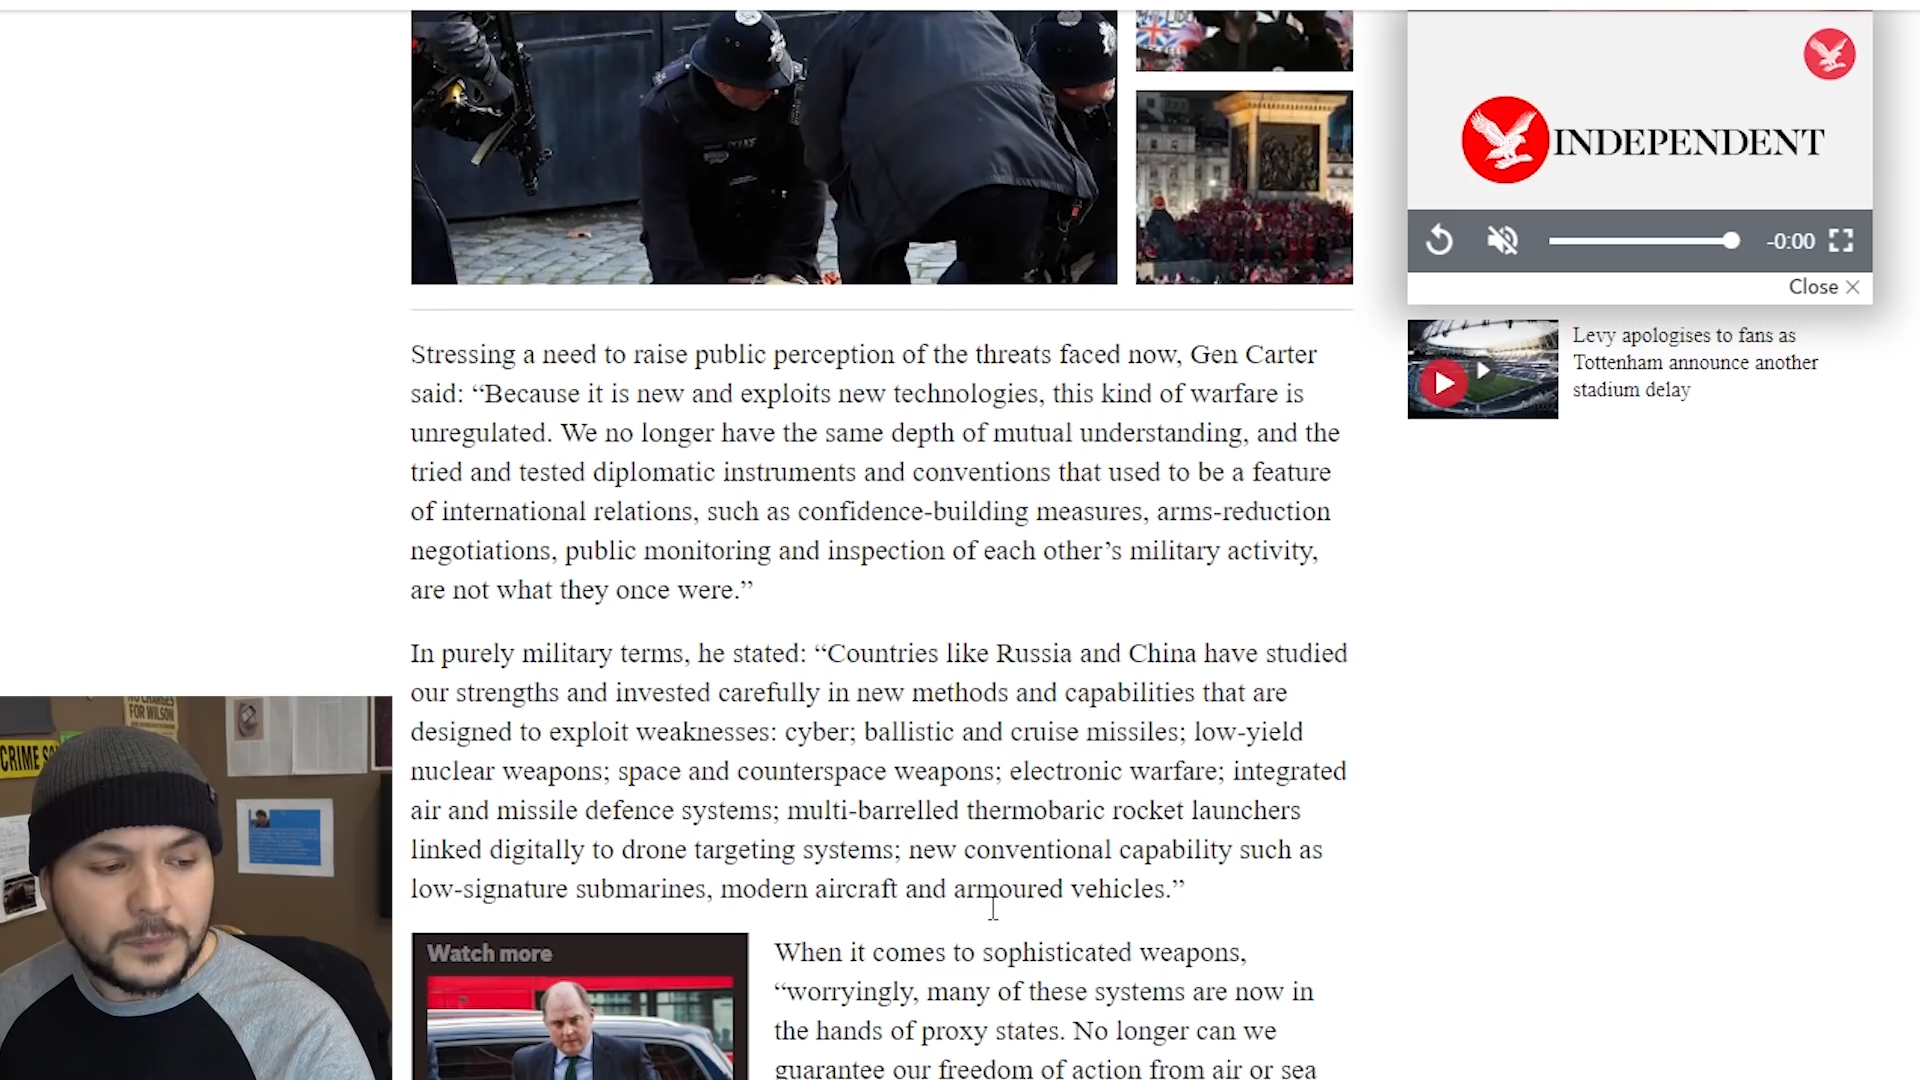 INDEPENDENT
-0:00
Close
Levy apologises to fans as
Tottenham announce another
stadium delay
Stressing a need to raise public perception of the threats faced now, Gen Carter
said: “Because it is new and exploits new technologies, this kind of warfare is
unregulated. We no longer have the same depth of mutual understanding, and the
tried and tested diplomatic instruments and conventions that used to be a feature
of international relations, such as confidence-building measures, arms-reduction
negotiations, public monitoring and inspection of each other’s military activity,
are not what they once were.”
In purely military terms, he stated: “Countries like Russia and China have studied
our strengths and invested carefully in new methods and capabilities that are
designed to exploit weaknesses: cyber; ballistic and cruise missiles; low-yield
nuclear weapons; space and counterspace weapons; electronic warfare; integrated
air and missile defence systems; multi-barrelled thermobaric rocket launchers
linked digitally to drone targeting systems; new conventional capability such as
low-signature submarines, modern aircraft and armoured vehicles.”
Watch more
When it comes to sophisticated weapons,
“worryingly, many of these systems are now in
the hands of proxy states. No longer can we
guarantee our freedom of action from air or sea
FOR WILSON
CRIME